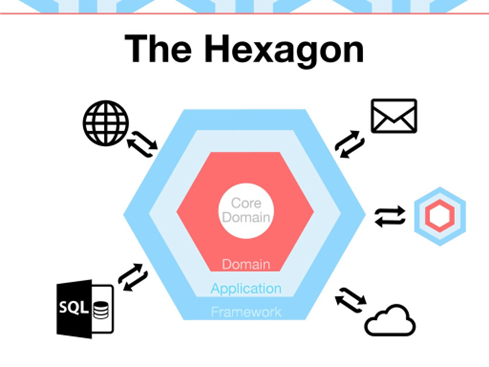 The Hexagon
Core
Domain
Domain
Application
Framework
SQL